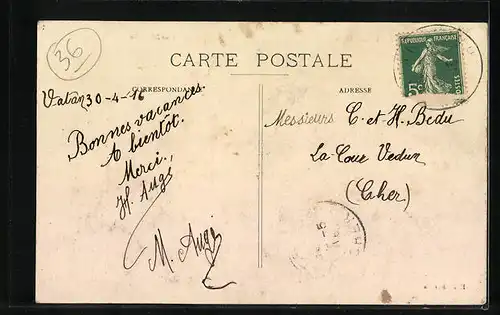 36
CARTE POSTALE
CORRESPONDANCE
ADRESSE
REPUBLIQUE FRANÇAISE
5c
POSTES
Vatan 30-4-16
Bonnes vacances
A bientôt.
Merci,
H. Augé
M. Augé
Messieurs C. et H. Bedu
La Cour
(Cher)